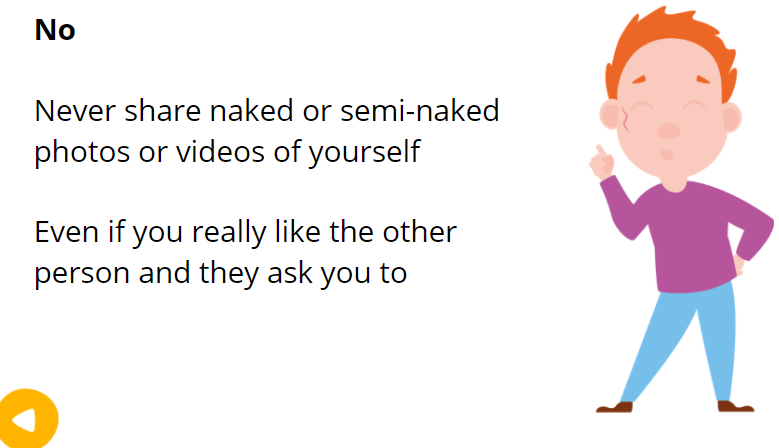 No
Never share naked or semi-naked
photos or videos of yourself
Even if you really like the other
person and they ask you to